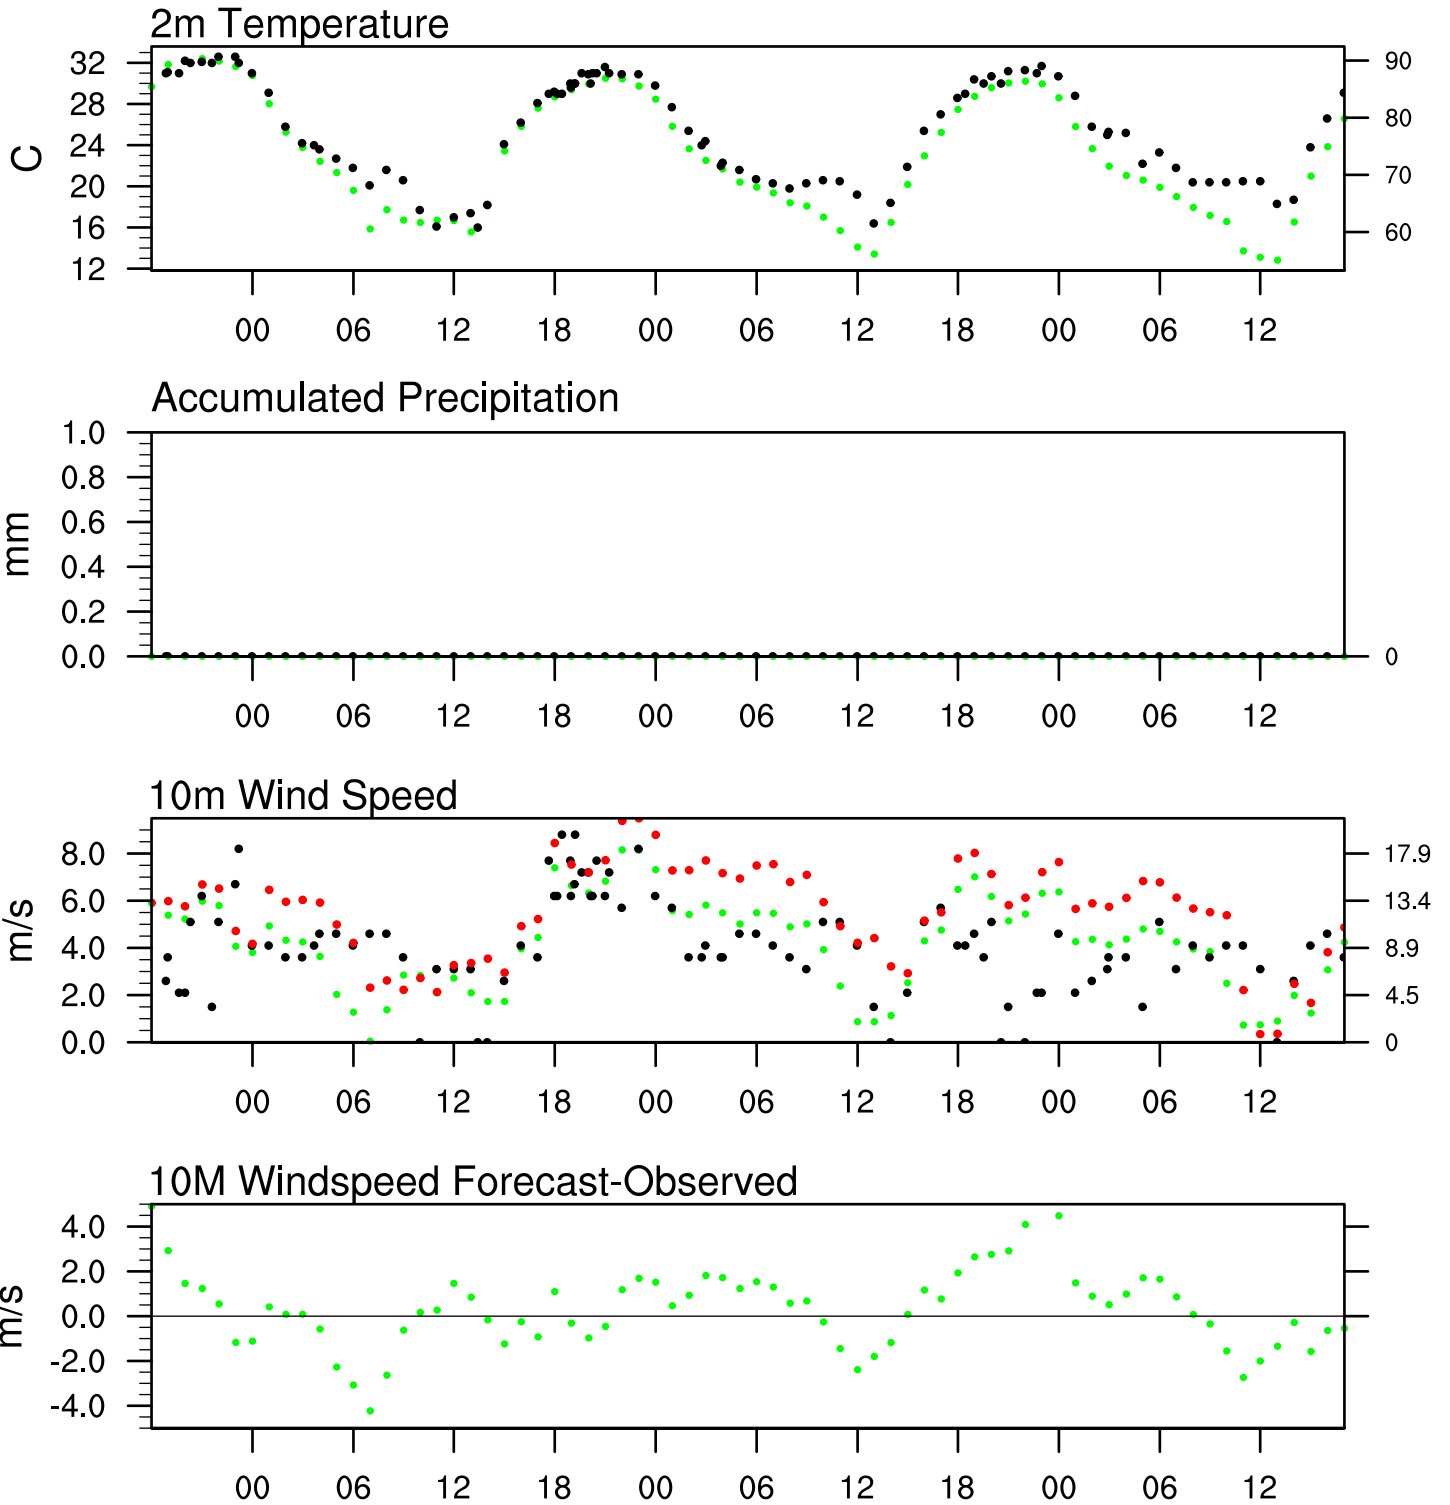 2m Temperature
32
28
24
20
16
12
C
90
80
70
60
00 06 12 18 00 06 12 18 00 06 12
Accumulated Precipitation
1.0
0.8
0.6
0.4
0.2
0.0
mm
0
00 06 12 18 00 06 12 18 00 06 12
10m Wind Speed
8.0
6.0
4.0
2.0
0.0
m/s
17.9
13.4
8.9
4.5
0
00 06 12 18 00 06 12 18 00 06 12
10M Windspeed Forecast-Observed
4.0
2.0
0.0
-2.0
-4.0
m/s
00 06 12 18 00 06 12 18 00 06 12